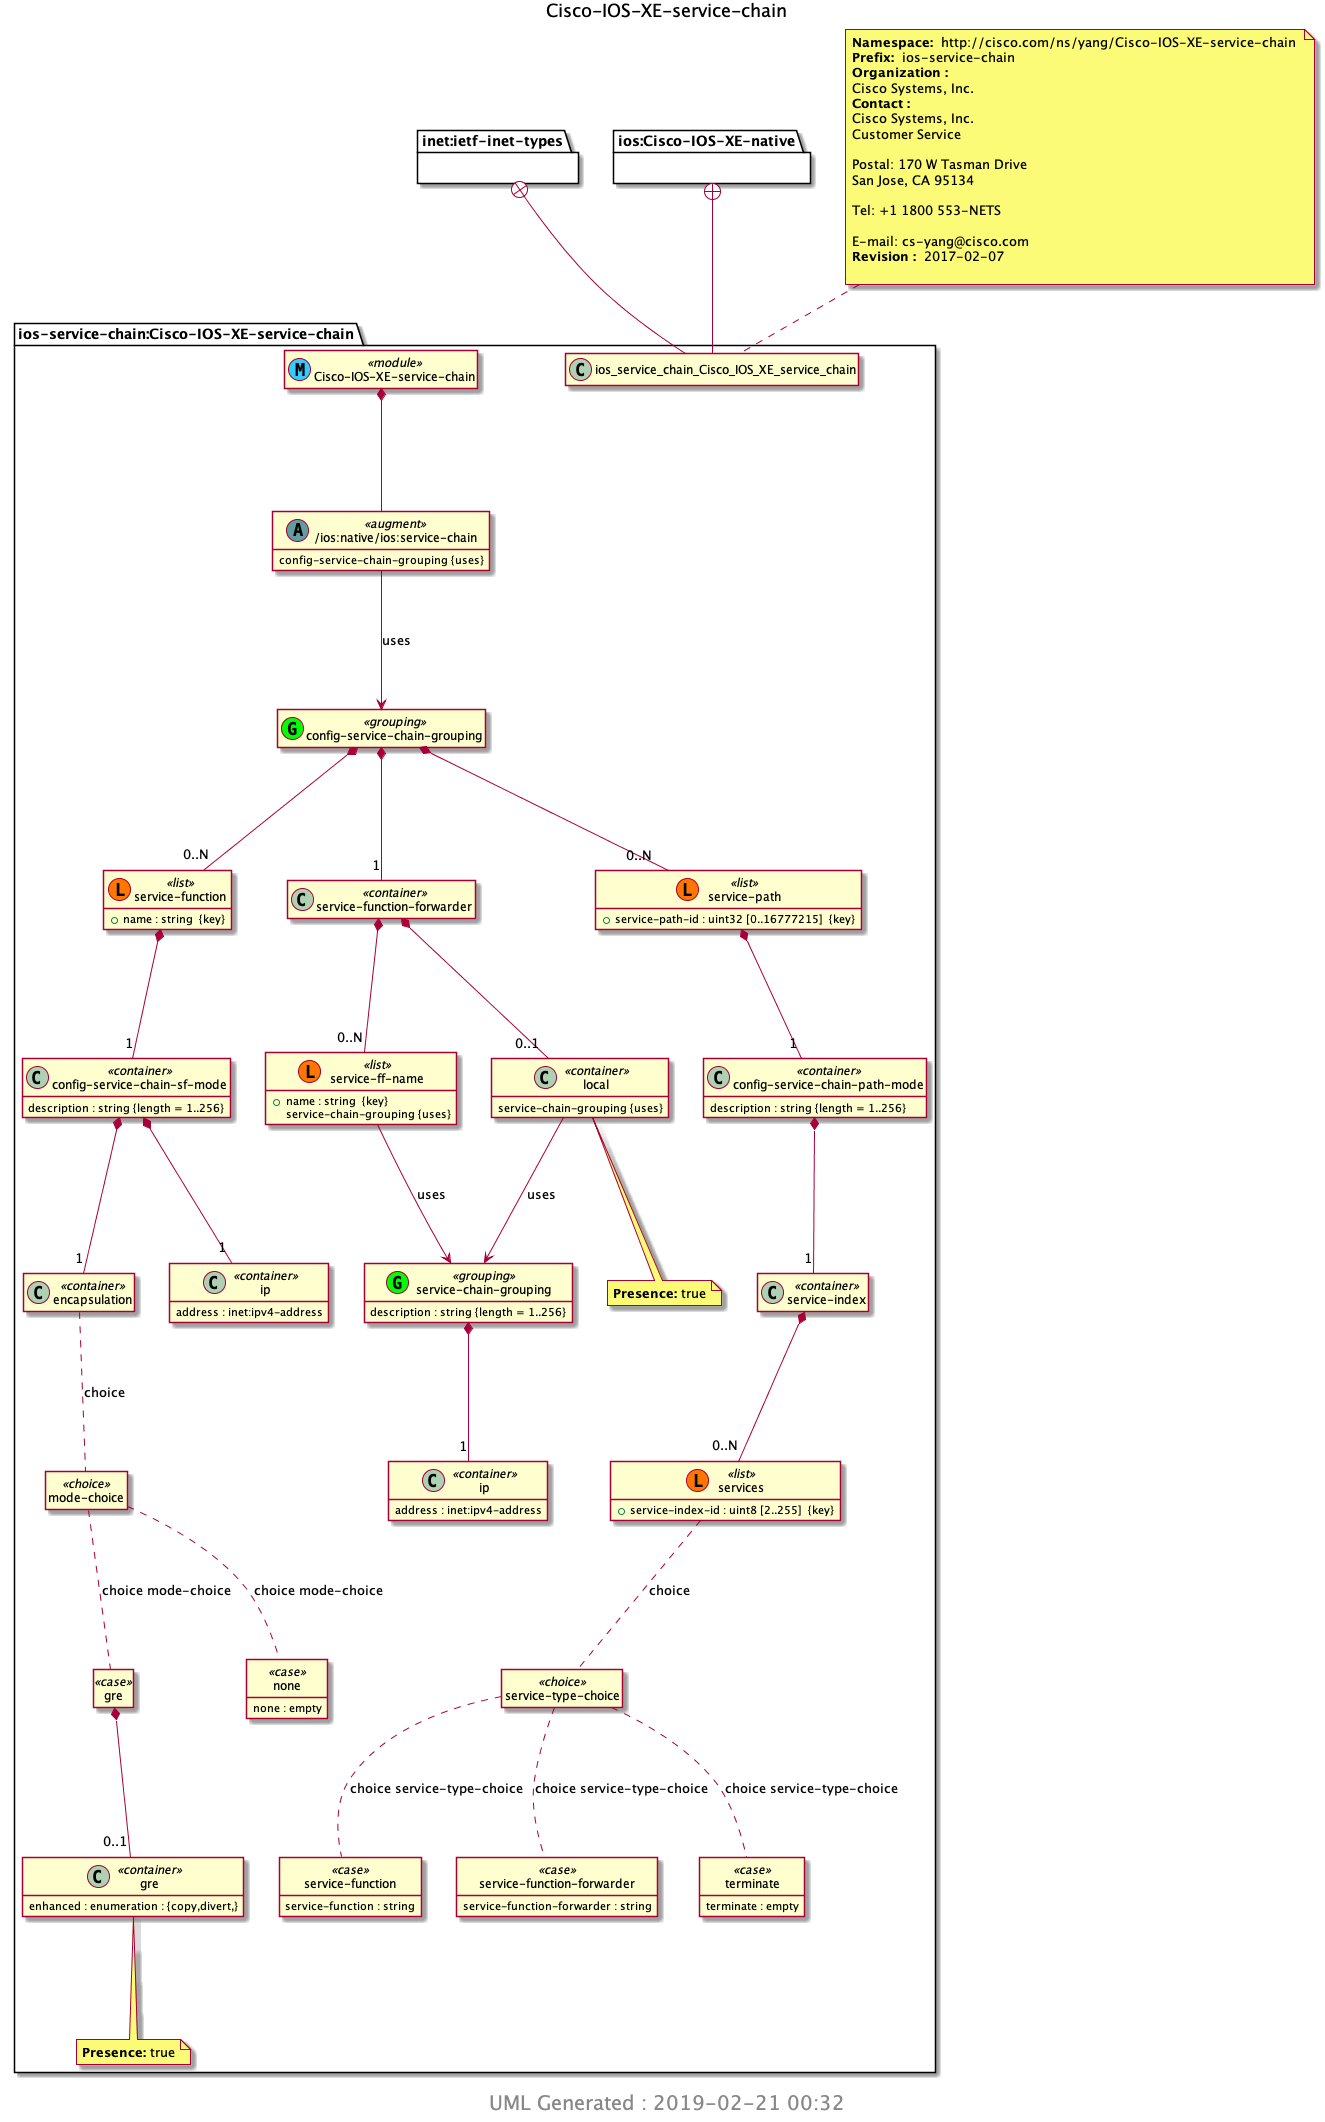 Cisco-IOS-XE-service-chain
Namespace: http://cisco.com/ns/yang/Cisco-IOS-XE-service-chain
Prefix: ios-service-chain
Organization :
Cisco Systems, Inc.
Contact :
Cisco Systems, Inc.
Customer Service
Postal: 170 W Tasman Drive
San Jose, CA 95134
Tel: +1 1800 553-NETS
E-mail: cs-yang@cisco.com
Revision : 2017-02-07
inet:ietf-inet-types
ios:Cisco-IOS-XE-native
ios-service-chain:Cisco-IOS-XE-service-chain
M
«module»
Cisco-IOS-XE-service-chain
C
ios_service_chain_Cisco_IOS_XE_service_chain
A
«augment»
/ios:native/ios:service-chain
config-service-chain-grouping {uses}
uses
G
«grouping»
config-service-chain-grouping
0..N
1
0..N
L
«list»
service-function
name : string {key}
C
«container»
service-function-forwarder
L
«list»
service-path
service-path-id : uint32 [0..16777215] {key}
1
0..N
0..1
1
C
«container»
config-service-chain-sf-mode
description : string {length = 1..256}
L
«list»
service-ff-name
name : string {key}
service-chain-grouping {uses}
C
«container»
local
service-chain-grouping {uses}
C
«container»
config-service-chain-path-mode
description : string {length = 1..256}
uses
uses
1
1
1
C
«container»
encapsulation
C
«container»
ip
address : inet:ipv4-address
G
«grouping»
service-chain-grouping
description : string {length = 1..256}
Presence: true
C
«container»
service-index
choice
1
0..N
«choice»
mode-choice
C
«container»
ip
address : inet:ipv4-address
L
«list»
services
service-index-id : uint8 [2..255] {key}
choice mode-choice
choice mode-choice
choice
«case»
gre
«case»
none
none : empty
«choice»
service-type-choice
choice service-type-choice
choice service-type-choice
choice service-type-choice
0..1
C
«container»
gre
enhanced : enumeration : {copy,divert,}
«case»
service-function
service-function : string
«case»
service-function-forwarder
service-function-forwarder : string
«case»
terminate
terminate : empty
Presence: true
UML Generated : 2019-02-21 00:32